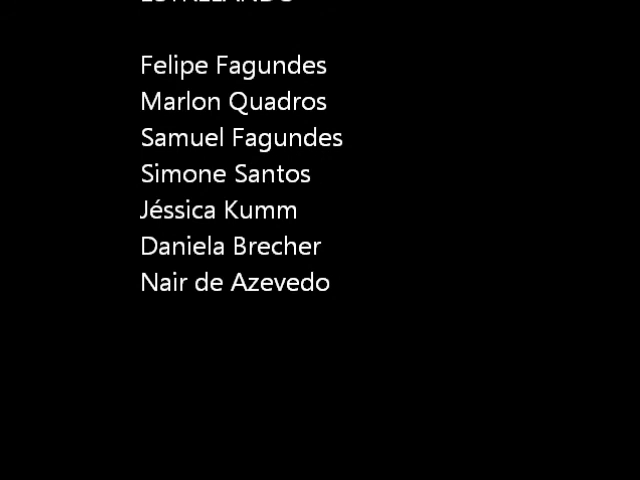 Felipe Fagundes
Marlon Quadros
Samuel Fagundes
Simone Santos
Jéssica Kumm
Daniela Brecher
Nair de Azevedo